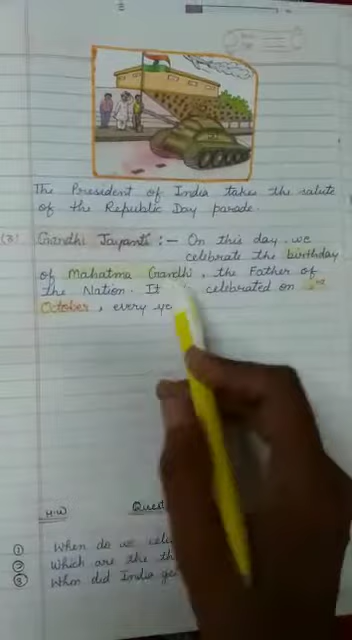 The President of India takes the salute
of the Republic Day parade.
(3) Gandhi Jayanti :- On this day, we
celebrate the birthday
of Mahatma Gandhi, the Father of
the Nation. It celebrated on
October, every
H.W
① When do we
② Which are the
③ When did India